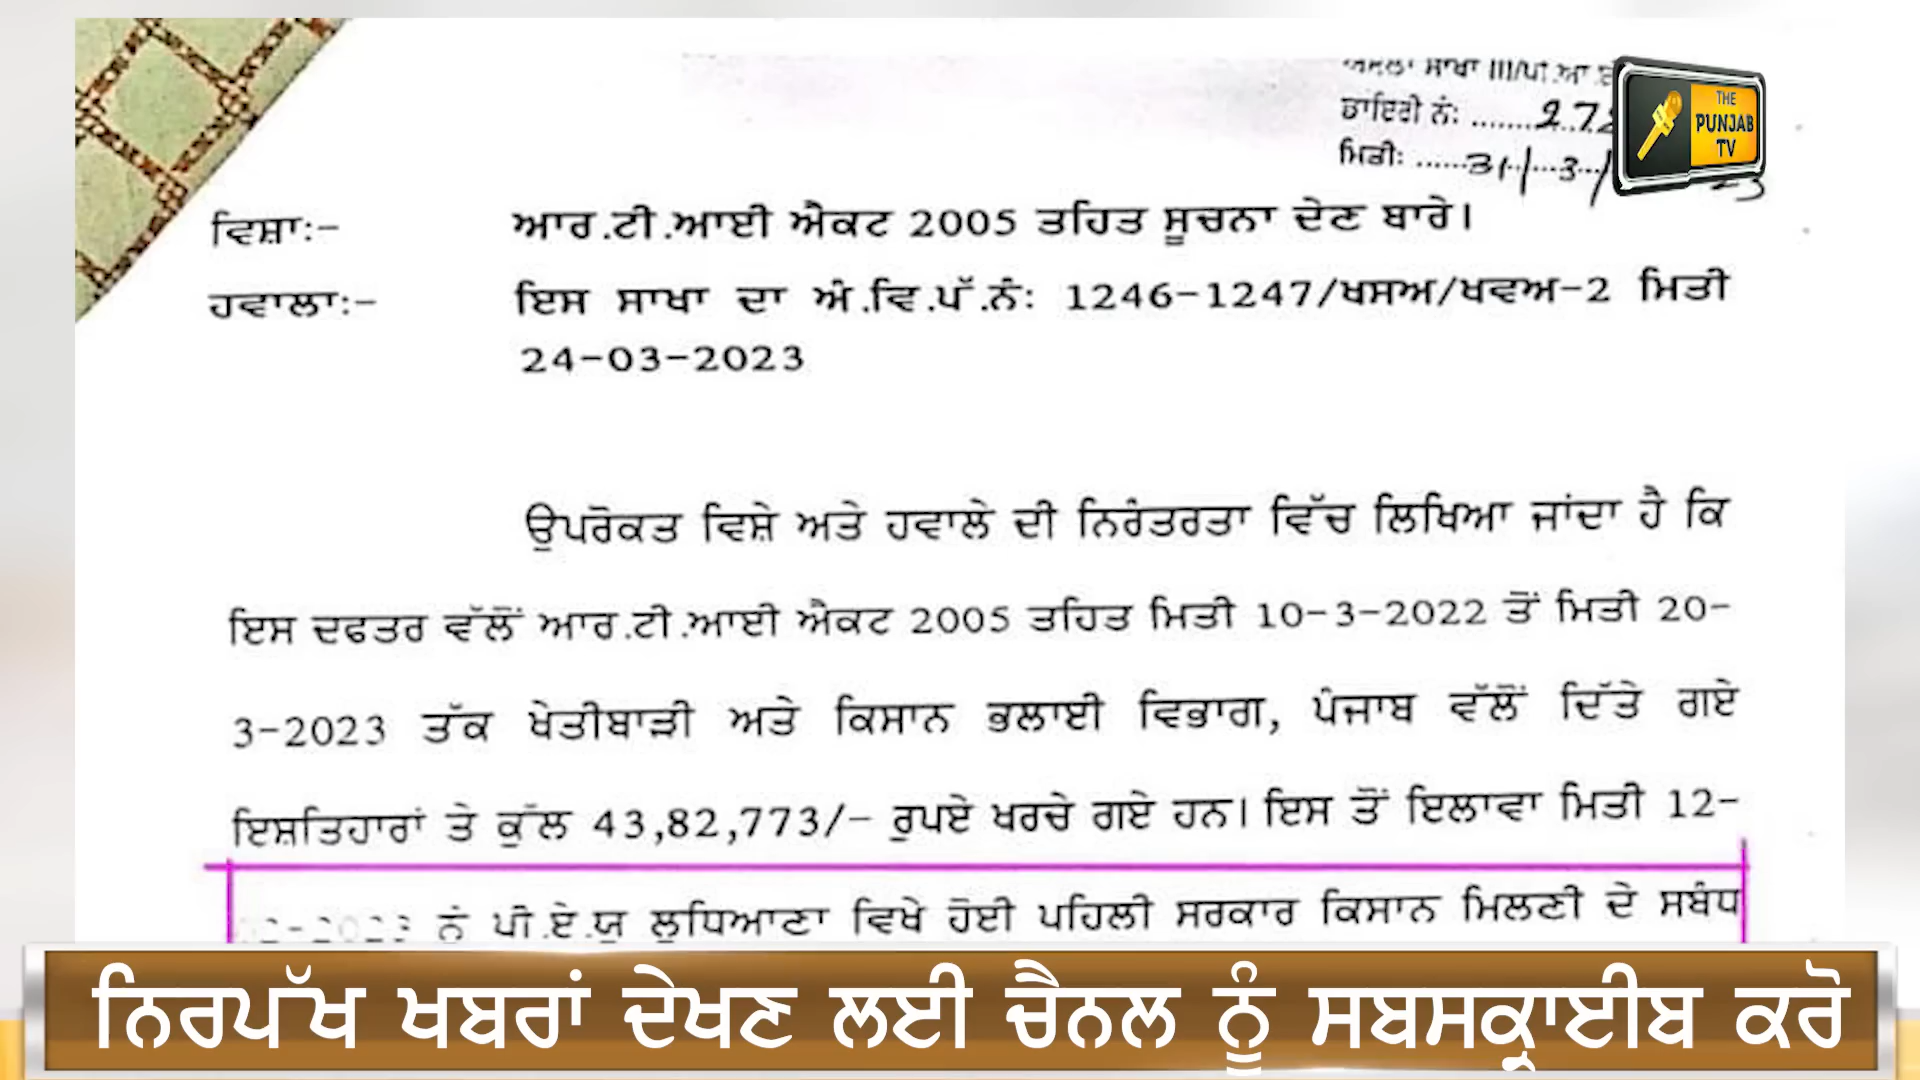 ਡਾਇਰੀ ਨੰ:
ਮਿਤੀ: 31/3/
THE
PUNJAB
TV
ਵਿਸ਼ਾ:- ਆਰ.ਟੀ.ਆਈ ਐਕਟ 2005 ਤਹਿਤ ਸੂਚਨਾ ਦੇਣ ਬਾਰੇ।
ਹਵਾਲਾ:- ਇਸ ਸਾਖਾ ਦਾ ਅੰ.ਵਿ.ਪੱ.ਨੰ: 1246-1247/ਖਸਅ/ਖਵਅ-2 ਮਿਤੀ
24-03-2023
ਉਪਰੋਕਤ ਵਿਸ਼ੇ ਅਤੇ ਹਵਾਲੇ ਦੀ ਨਿਰੰਤਰਤਾ ਵਿੱਚ ਲਿਖਿਆ ਜਾਂਦਾ ਹੈ ਕਿ
ਇਸ ਦਫਤਰ ਵੱਲੋਂ ਆਰ.ਟੀ.ਆਈ ਐਕਟ 2005 ਤਹਿਤ ਮਿਤੀ 10-3-2022 ਤੋਂ ਮਿਤੀ 20-
3-2023 ਤੱਕ ਖੇਤੀਬਾੜੀ ਅਤੇ ਕਿਸਾਨ ਭਲਾਈ ਵਿਭਾਗ, ਪੰਜਾਬ ਵੱਲੋਂ ਦਿੱਤੇ ਗਏ
ਇਸ਼ਤਿਹਾਰਾਂ ਤੇ ਕੁੱਲ 43,82,773/- ਰੁਪਏ ਖਰਚੇ ਗਏ ਹਨ। ਇਸ ਤੋਂ ਇਲਾਵਾ ਮਿਤੀ 12-
ਨੂੰ ਪੀ.ਏ.ਯੂ ਲੁਧਿਆਣਾ ਵਿਖੇ ਹੋਈ ਪਹਿਲੀ ਸਰਕਾਰ ਕਿਸਾਨ ਮਿਲਣੀ ਦੇ ਸਬੰਧ
ਨਿਰਪੱਖ ਖਬਰਾਂ ਦੇਖਣ ਲਈ ਚੈਨਲ ਨੂੰ ਸਬਸਕ੍ਰਾਈਬ ਕਰੋ